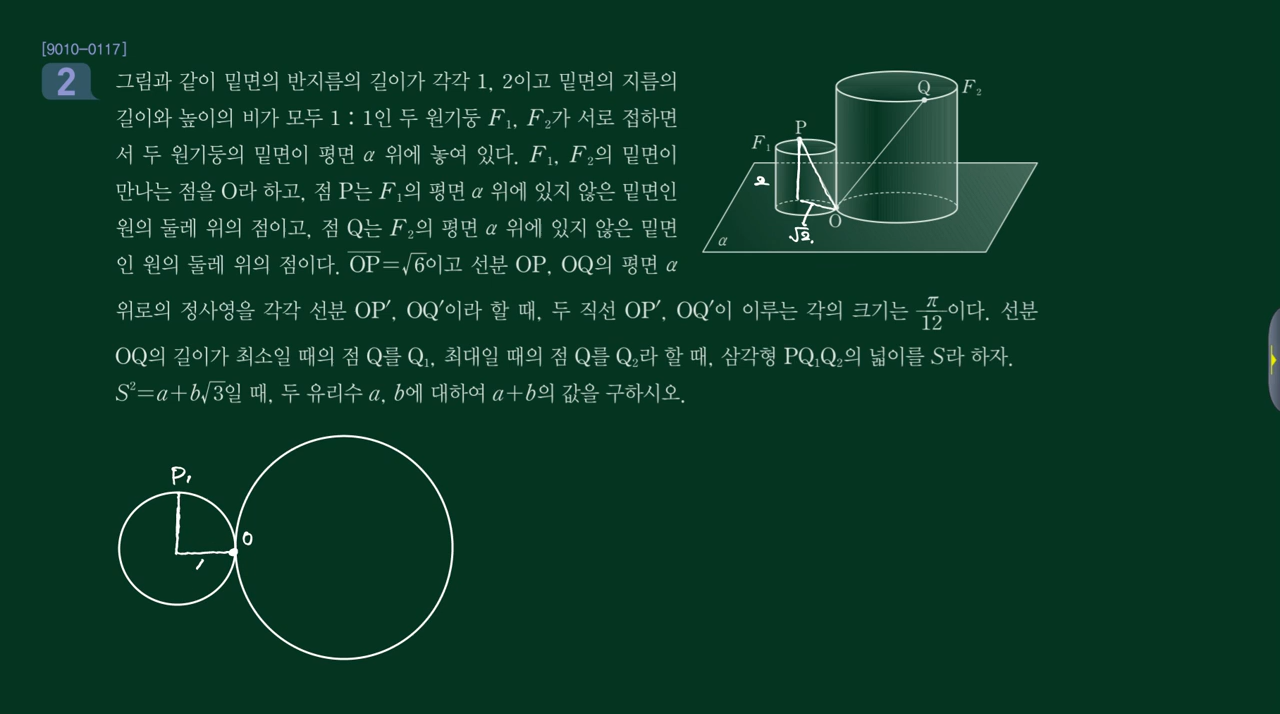 [9010-0117]
2
그림과 같이 밑면의 반지름의 길이가 각각 1, 2이고 밑면의 지름의
길이와 높이의 비가 모두 1 : 1인 두 원기둥 F₁, F₂가 서로 접하면
서 두 원기둥의 밑면이 평면 α 위에 놓여 있다. F₁, F₂의 밑면이
만나는 점을 O라 하고, 점 P는 F₁의 평면 α 위에 있지 않은 밑면인
원의 둘레 위의 점이고, 점 Q는 F₂의 평면 α 위에 있지 않은 밑면
인 원의 둘레 위의 점이다. OP=√6이고 선분 OP, OQ의 평면 α
위로의 정사영을 각각 선분 OP′, OQ′이라 할 때, 두 직선 OP′, OQ′이 이루는 각의 크기는 π/12이다. 선분
OQ의 길이가 최소일 때의 점 Q를 Q₁, 최대일 때의 점 Q를 Q₂라 할 때, 삼각형 PQ₁Q₂의 넓이를 S라 하자.
S²=a+b√3일 때, 두 유리수 a, b에 대하여 a+b의 값을 구하시오.
Q
F₂
P
F₁
2
O
√2
α
P₁
O
1